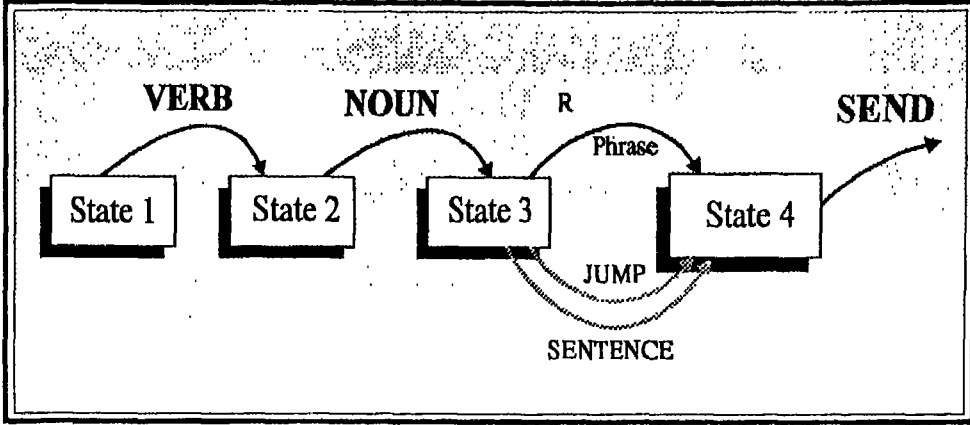 VERB
NOUN
R
Phrase
SEND
State 1
State 2
State 3
State 4
JUMP
SENTENCE